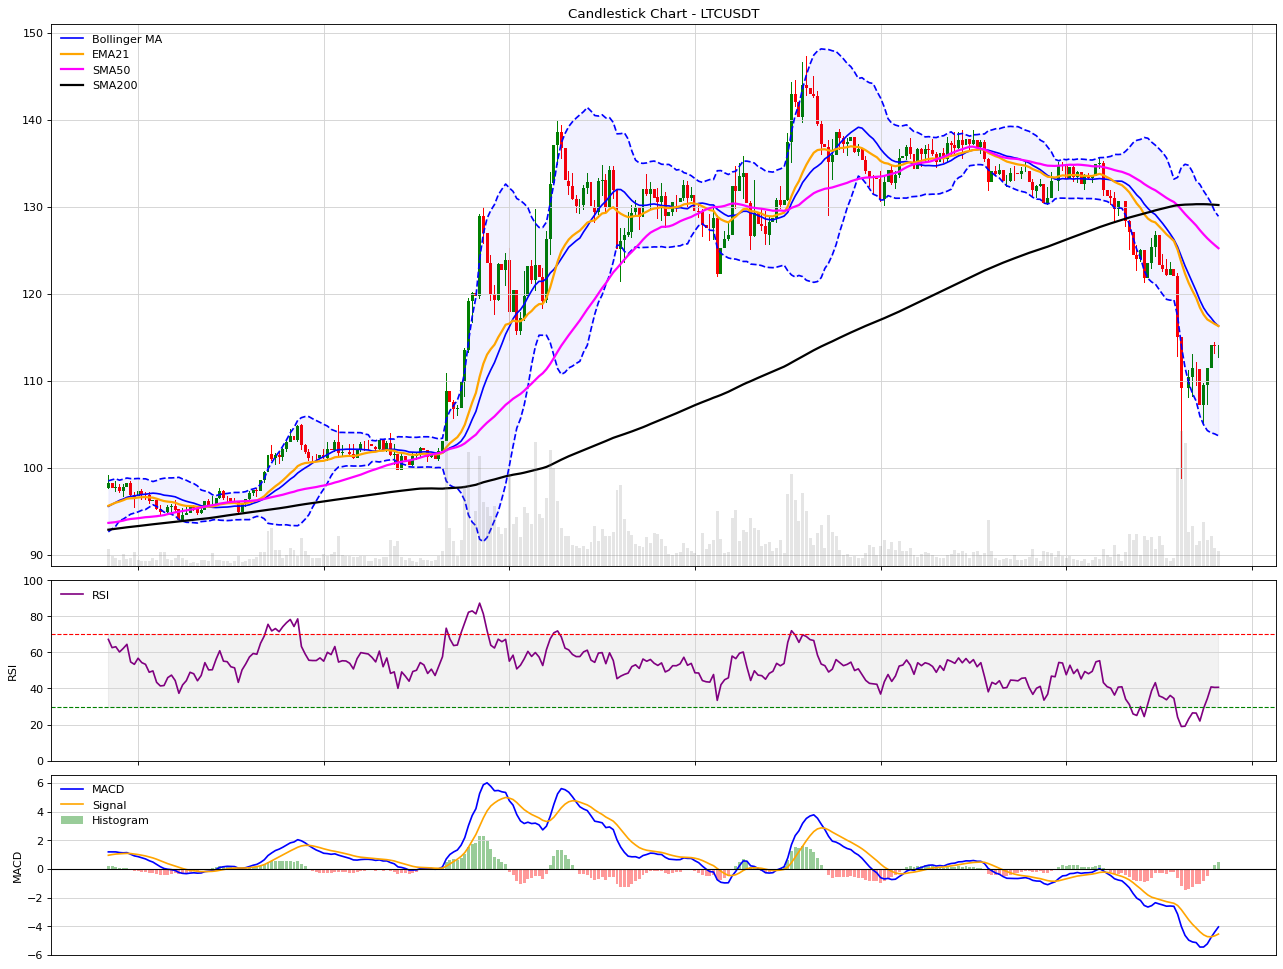 Candlestick Chart - LTCUSDT
150
140
130
120
110
100
90
Bollinger MA
EMA21
SMA50
SMA200
100
80
60
40
20
0
RSI
RSI
6
4
2
0
−2
−4
−6
MACD
MACD
Signal
Histogram